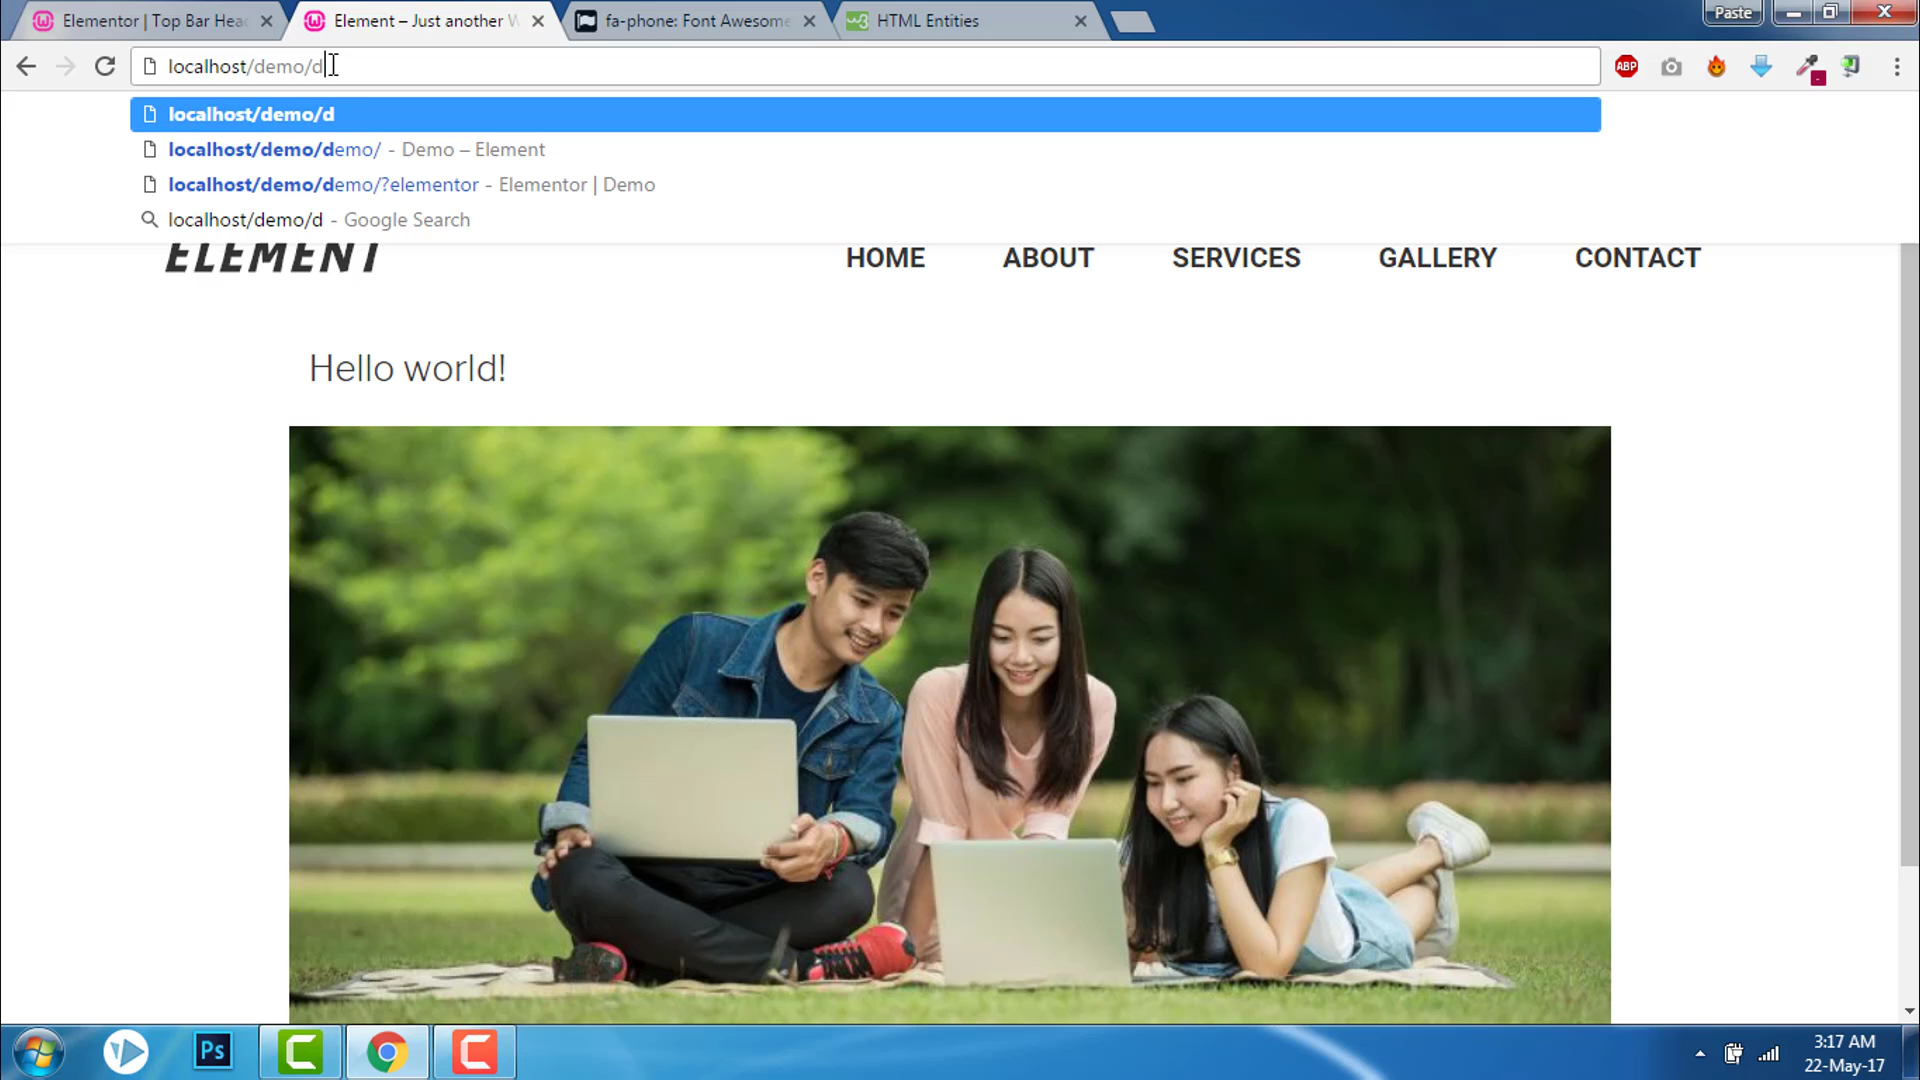 Elementor | Top Bar Hea
Element – Just another W
fa-phone: Font Awesome
HTML Entities
Paste
localhost/demo/d
ABP
localhost/demo/d
localhost/demo/demo/ - Demo – Element
localhost/demo/demo/?elementor - Elementor | Demo
localhost/demo/d - Google Search
ELEMENT
HOME
ABOUT
SERVICES
GALLERY
CONTACT
Hello world!
Ps
3:17 AM
22-May-17